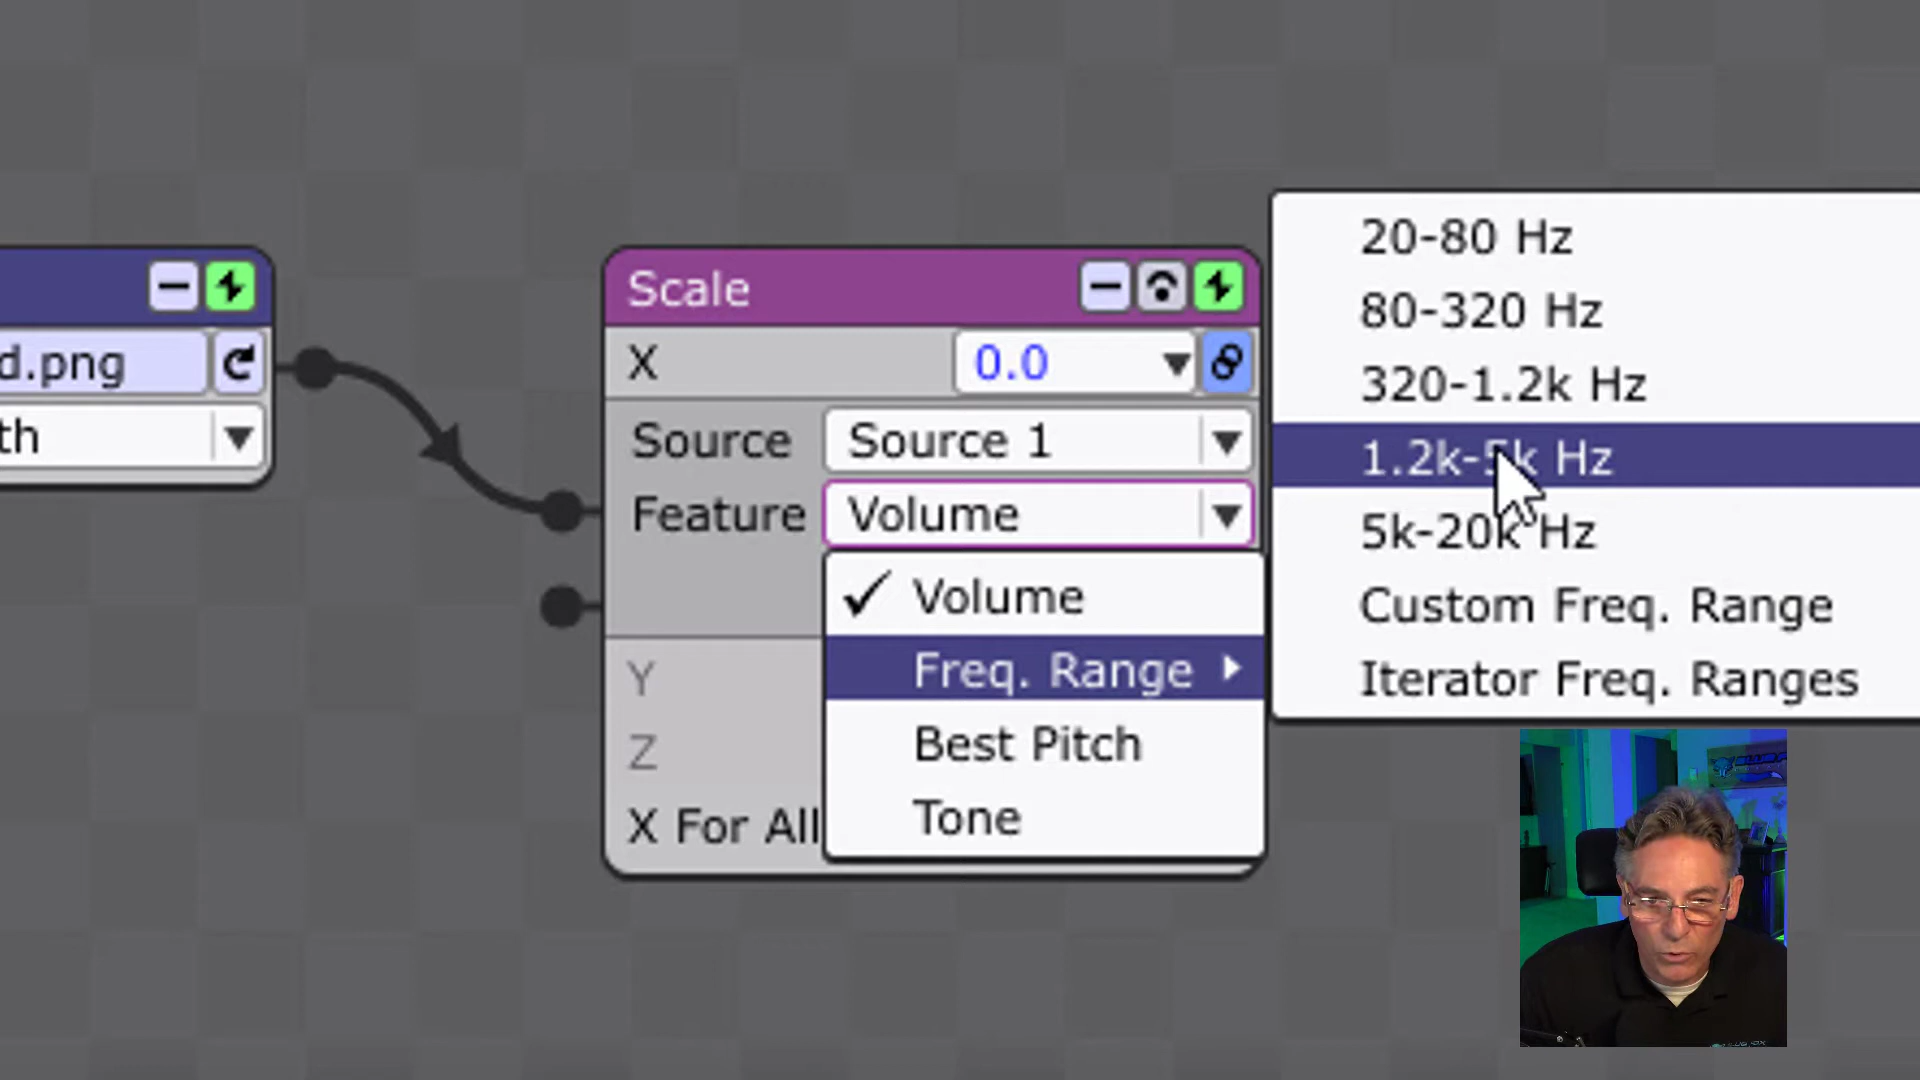 d.png
th
Scale
X
0.0
Source
Source 1
Feature
Volume
Volume
Freq. Range
Best Pitch
Tone
Y
Z
X For All
20-80 Hz
80-320 Hz
320-1.2k Hz
1.2k-5k Hz
5k-20k Hz
Custom Freq. Range
Iterator Freq. Ranges